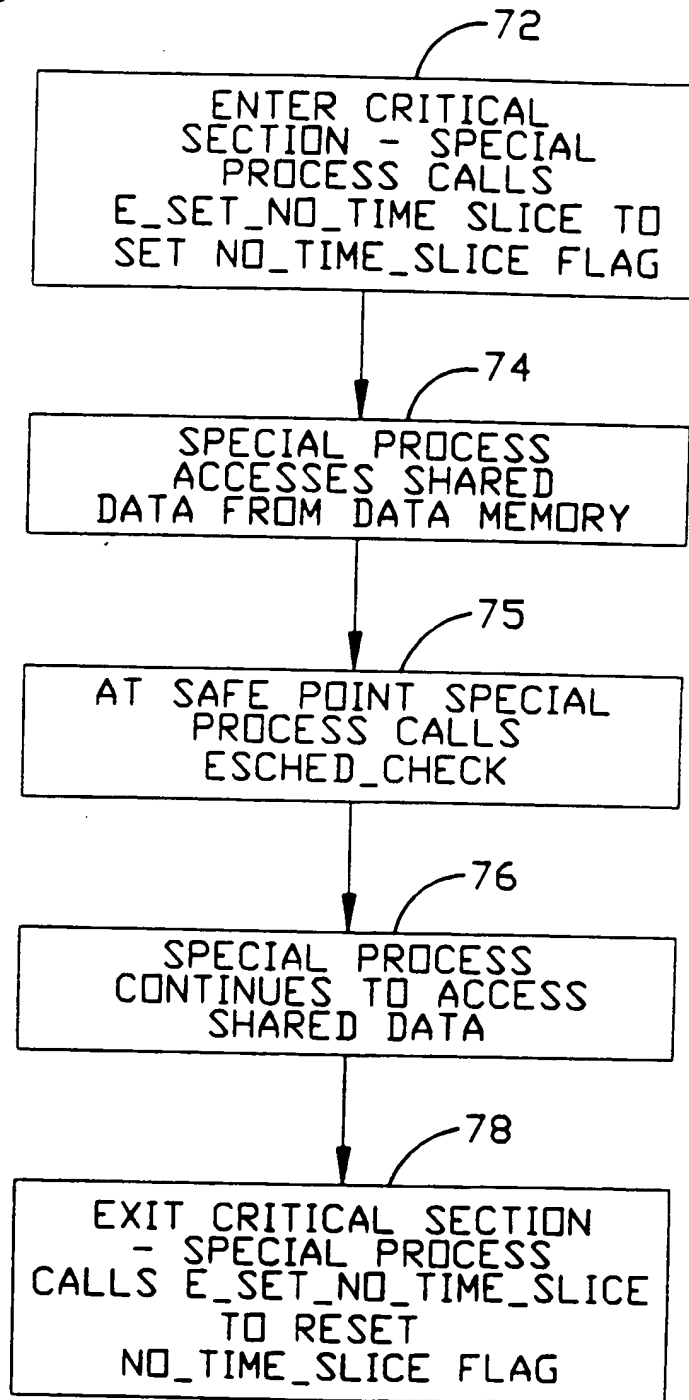 72
ENTER CRITICAL
SECTION - SPECIAL
PROCESS CALLS
E_SET_NO_TIME SLICE TO
SET NO_TIME_SLICE FLAG
74
SPECIAL PROCESS
ACCESSES SHARED
DATA FROM DATA MEMORY
75
AT SAFE POINT SPECIAL
PROCESS CALLS
ESCHED_CHECK
76
SPECIAL PROCESS
CONTINUES TO ACCESS
SHARED DATA
78
EXIT CRITICAL SECTION
- SPECIAL PROCESS
CALLS E_SET_NO_TIME_SLICE
TO RESET
NO_TIME_SLICE FLAG